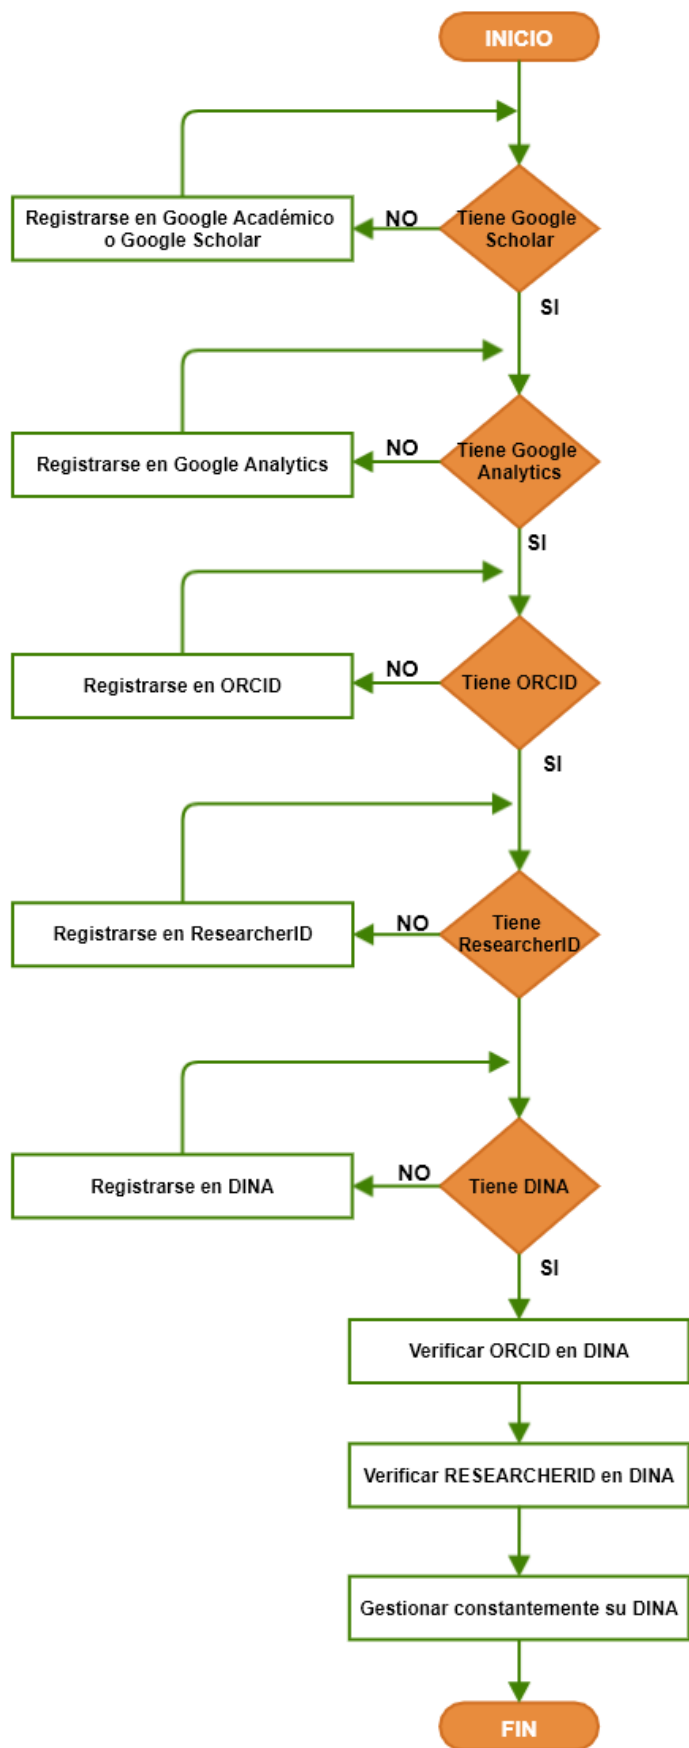 INICIO
Registrarse en Google Académico
o Google Scholar
NO
Tiene Google
Scholar
SI
Registrarse en Google Analytics
NO
Tiene Google
Analytics
SI
Registrarse en ORCID
NO
Tiene ORCID
SI
Registrarse en ResearcherID
NO
Tiene
ResearcherID
Registrarse en DINA
NO
Tiene DINA
SI
Verificar ORCID en DINA
Verificar RESEARCHERID en DINA
Gestionar constantemente su DINA
FIN